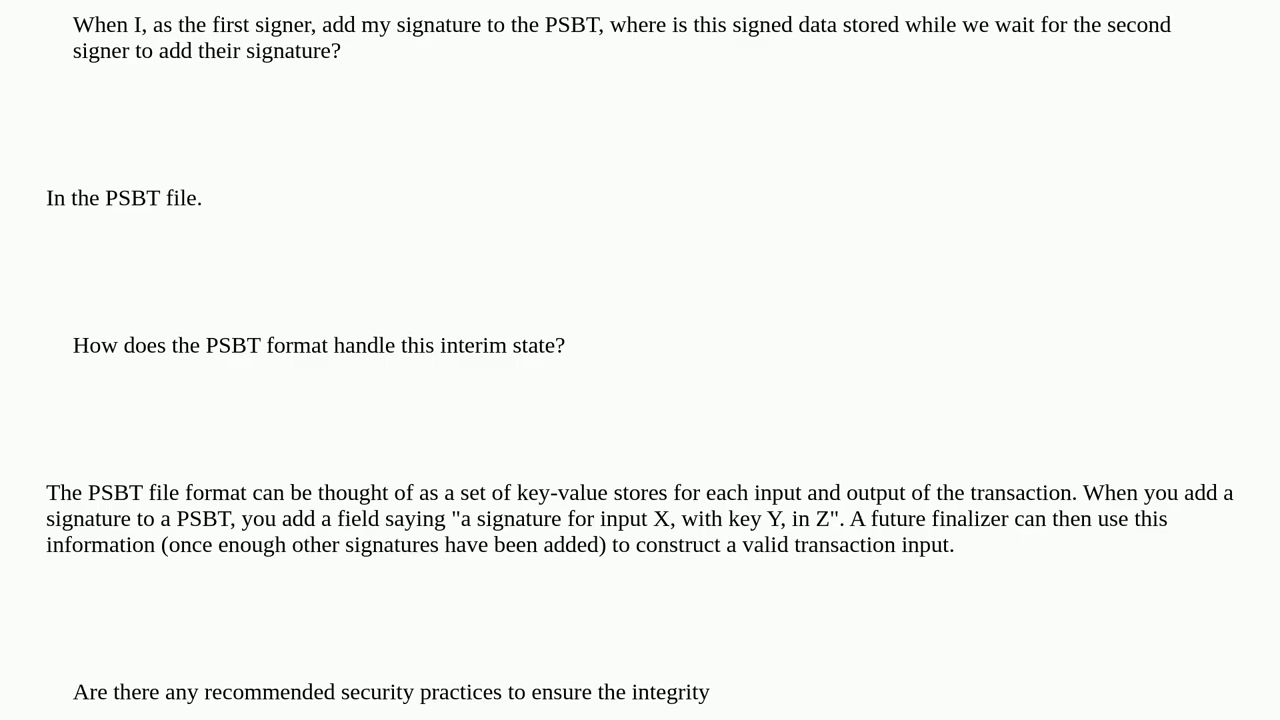 When I, as the first signer, add my signature to the PSBT, where is this signed data stored while we wait for the second
signer to add their signature?
In the PSBT file.
How does the PSBT format handle this interim state?
The PSBT file format can be thought of as a set of key-value stores for each input and output of the transaction. When you add a
signature to a PSBT, you add a field saying "a signature for input X, with key Y, in Z". A future finalizer can then use this
information (once enough other signatures have been added) to construct a valid transaction input.
Are there any recommended security practices to ensure the integrity